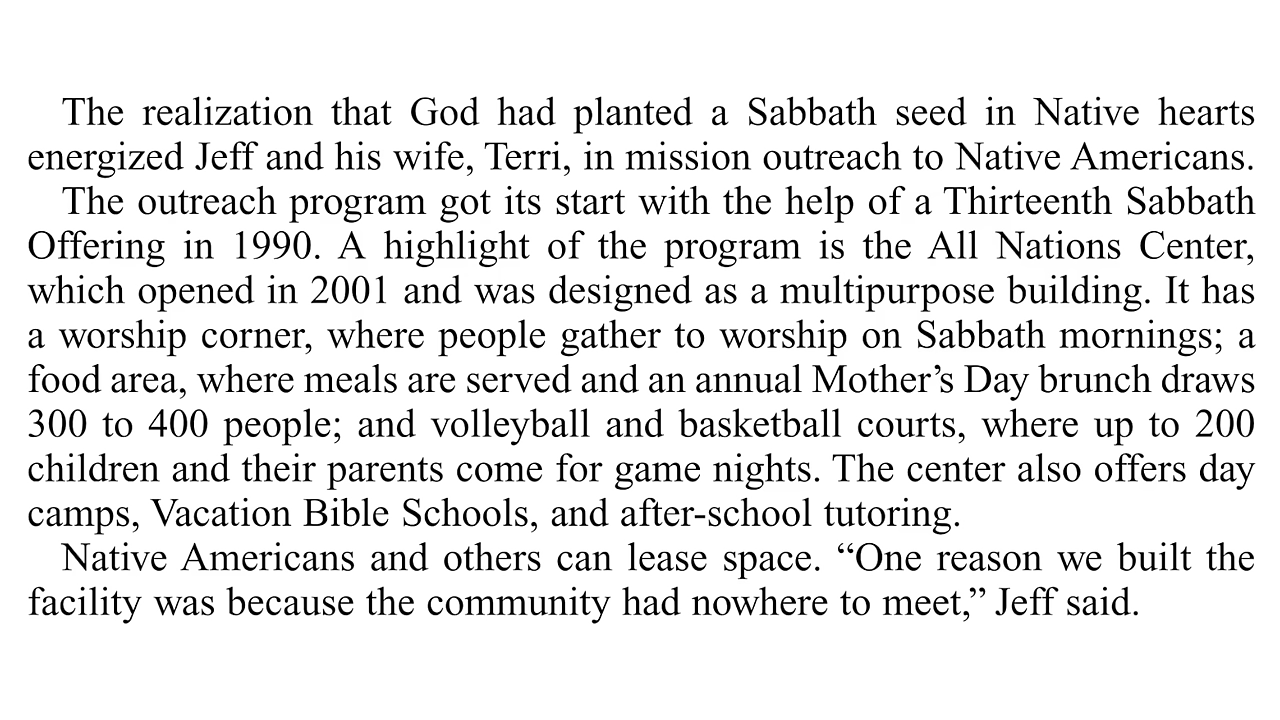 The realization that God had planted a Sabbath seed in Native hearts
energized Jeff and his wife, Terri, in mission outreach to Native Americans.
The outreach program got its start with the help of a Thirteenth Sabbath
Offering in 1990. A highlight of the program is the All Nations Center,
which opened in 2001 and was designed as a multipurpose building. It has
a worship corner, where people gather to worship on Sabbath mornings; a
food area, where meals are served and an annual Mother’s Day brunch draws
300 to 400 people; and volleyball and basketball courts, where up to 200
children and their parents come for game nights. The center also offers day
camps, Vacation Bible Schools, and after-school tutoring.
Native Americans and others can lease space. “One reason we built the
facility was because the community had nowhere to meet,” Jeff said.